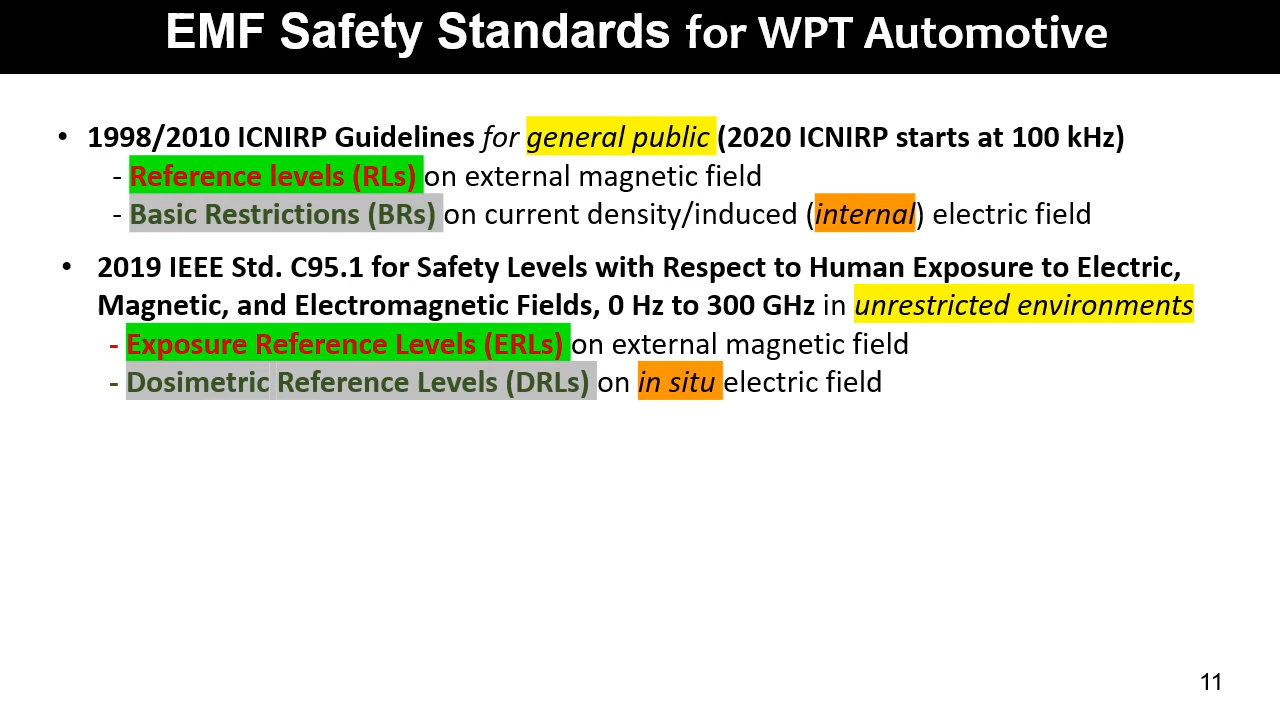 EMF Safety Standards for WPT Automotive
• 1998/2010 ICNIRP Guidelines for general public (2020 ICNIRP starts at 100 kHz)
- Reference levels (RLs) on external magnetic field
- Basic Restrictions (BRs) on current density/induced (internal) electric field
• 2019 IEEE Std. C95.1 for Safety Levels with Respect to Human Exposure to Electric,
Magnetic, and Electromagnetic Fields, 0 Hz to 300 GHz in unrestricted environments
- Exposure Reference Levels (ERLs) on external magnetic field
- Dosimetric Reference Levels (DRLs) on in situ electric field
11